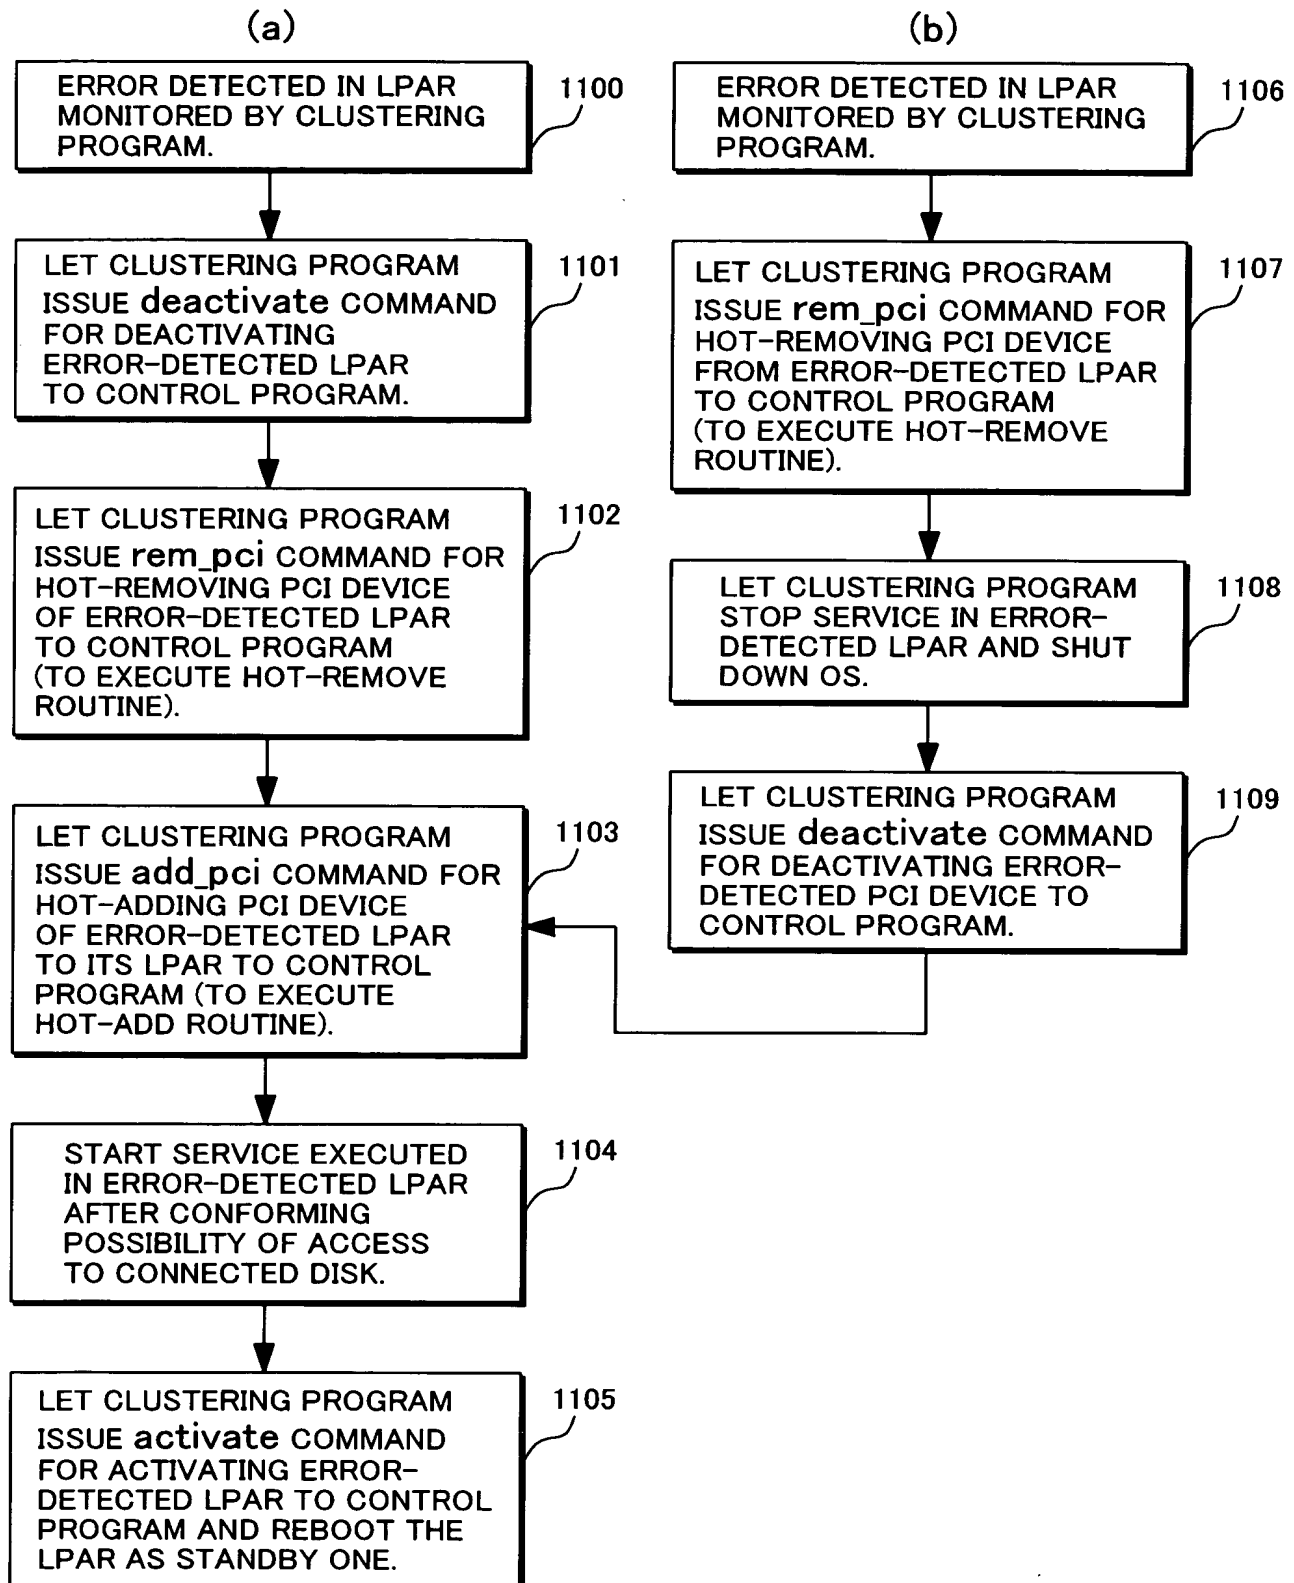 (a)
ERROR DETECTED IN LPAR
MONITORED BY CLUSTERING
PROGRAM.
1100
LET CLUSTERING PROGRAM
ISSUE deactivate COMMAND
FOR DEACTIVATING
ERROR-DETECTED LPAR
TO CONTROL PROGRAM.
1101
LET CLUSTERING PROGRAM
ISSUE rem_pci COMMAND FOR
HOT-REMOVING PCI DEVICE
OF ERROR-DETECTED LPAR
TO CONTROL PROGRAM
(TO EXECUTE HOT-REMOVE
ROUTINE).
1102
LET CLUSTERING PROGRAM
ISSUE add_pci COMMAND FOR
HOT-ADDING PCI DEVICE
OF ERROR-DETECTED LPAR
TO ITS LPAR TO CONTROL
PROGRAM (TO EXECUTE
HOT-ADD ROUTINE).
1103
START SERVICE EXECUTED
IN ERROR-DETECTED LPAR
AFTER CONFORMING
POSSIBILITY OF ACCESS
TO CONNECTED DISK.
1104
LET CLUSTERING PROGRAM
ISSUE activate COMMAND
FOR ACTIVATING ERROR-
DETECTED LPAR TO CONTROL
PROGRAM AND REBOOT THE
LPAR AS STANDBY ONE.
1105
(b)
ERROR DETECTED IN LPAR
MONITORED BY CLUSTERING
PROGRAM.
1106
LET CLUSTERING PROGRAM
ISSUE rem_pci COMMAND FOR
HOT-REMOVING PCI DEVICE
FROM ERROR-DETECTED LPAR
TO CONTROL PROGRAM
(TO EXECUTE HOT-REMOVE
ROUTINE).
1107
LET CLUSTERING PROGRAM
STOP SERVICE IN ERROR-
DETECTED LPAR AND SHUT
DOWN OS.
1108
LET CLUSTERING PROGRAM
ISSUE deactivate COMMAND
FOR DEACTIVATING ERROR-
DETECTED PCI DEVICE TO
CONTROL PROGRAM.
1109